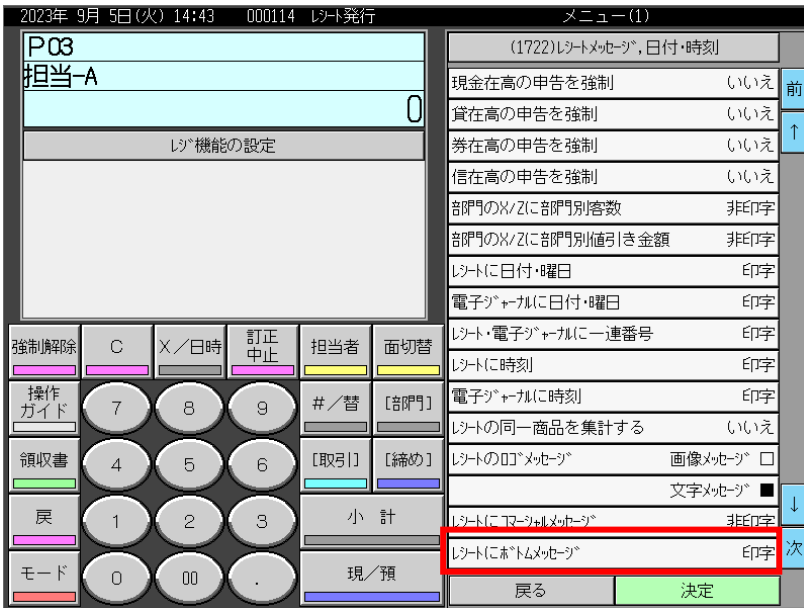 2023年 9月 5日(火) 14:43 000114 ﾚｼｰﾄ発行
メニュー(1)
P03
担当-A
0
ﾚｼﾞ機能の設定
(1722)ﾚｼｰﾄﾒｯｾｰｼﾞ,日付・時刻
現金在高の申告を強制 いいえ
貸在高の申告を強制 いいえ
券在高の申告を強制 いいえ
信在高の申告を強制 いいえ
部門のX/Zに部門別客数 非印字
部門のX/Zに部門別値引き金額 非印字
ﾚｼｰﾄに日付・曜日 印字
電子ｼﾞｬｰﾅﾙに日付・曜日 印字
ﾚｼｰﾄ・電子ｼﾞｬｰﾅﾙに一連番号 印字
ﾚｼｰﾄに時刻 印字
電子ｼﾞｬｰﾅﾙに時刻 印字
ﾚｼｰﾄの同一商品を集計する いいえ
ﾚｼｰﾄのﾛｺﾞﾒｯｾｰｼﾞ 画像ﾒｯｾｰｼﾞ □
文字ﾒｯｾｰｼﾞ ■
ﾚｼｰﾄにｺﾏｰｼｬﾙﾒｯｾｰｼﾞ 非印字
ﾚｼｰﾄにﾎﾞﾄﾑﾒｯｾｰｼﾞ 印字
戻る 決定
前
↑
↓
次
強制解除 C X／日時 訂正
中止
担当者 面切替
操作
ガイド
7 8 9 #／替 [部門]
領収書 4 5 6 [取引] [締め]
戻 1 2 3 小 計
モード 0 00 . 現／預